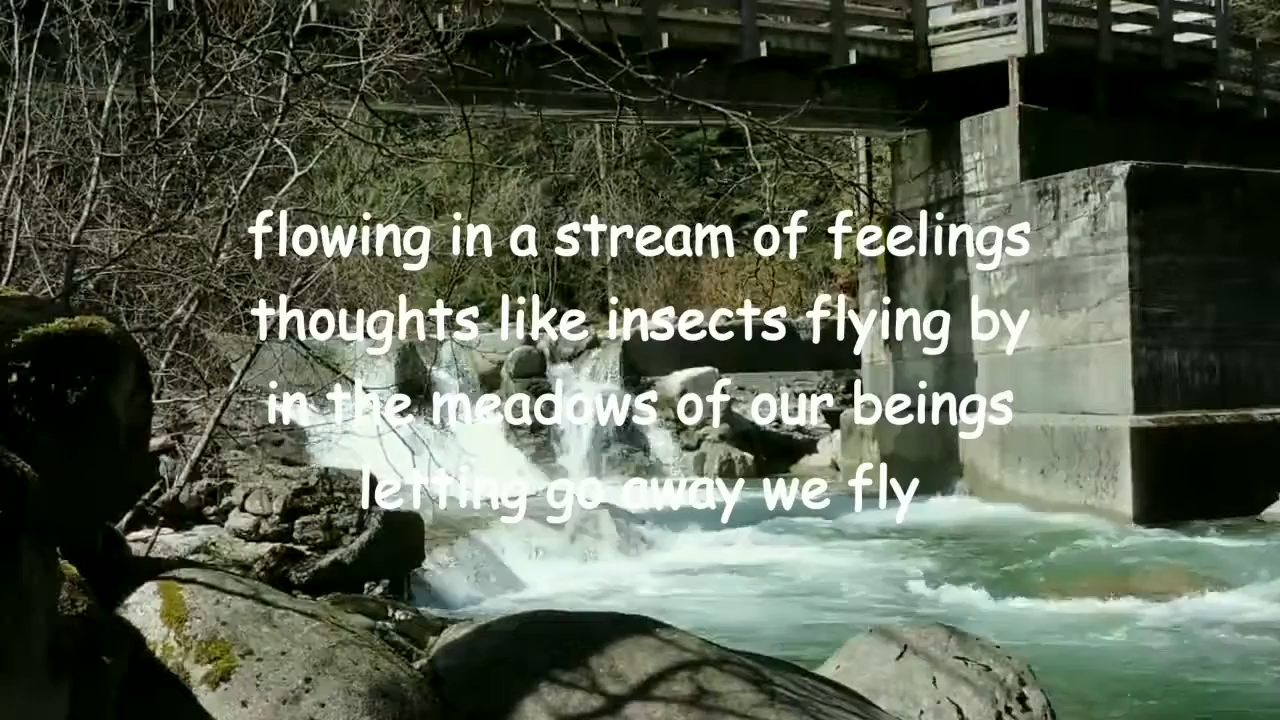 flowing in a stream of feelings
thoughts like insects flying by
in the meadows of our beings
letting go away we fly